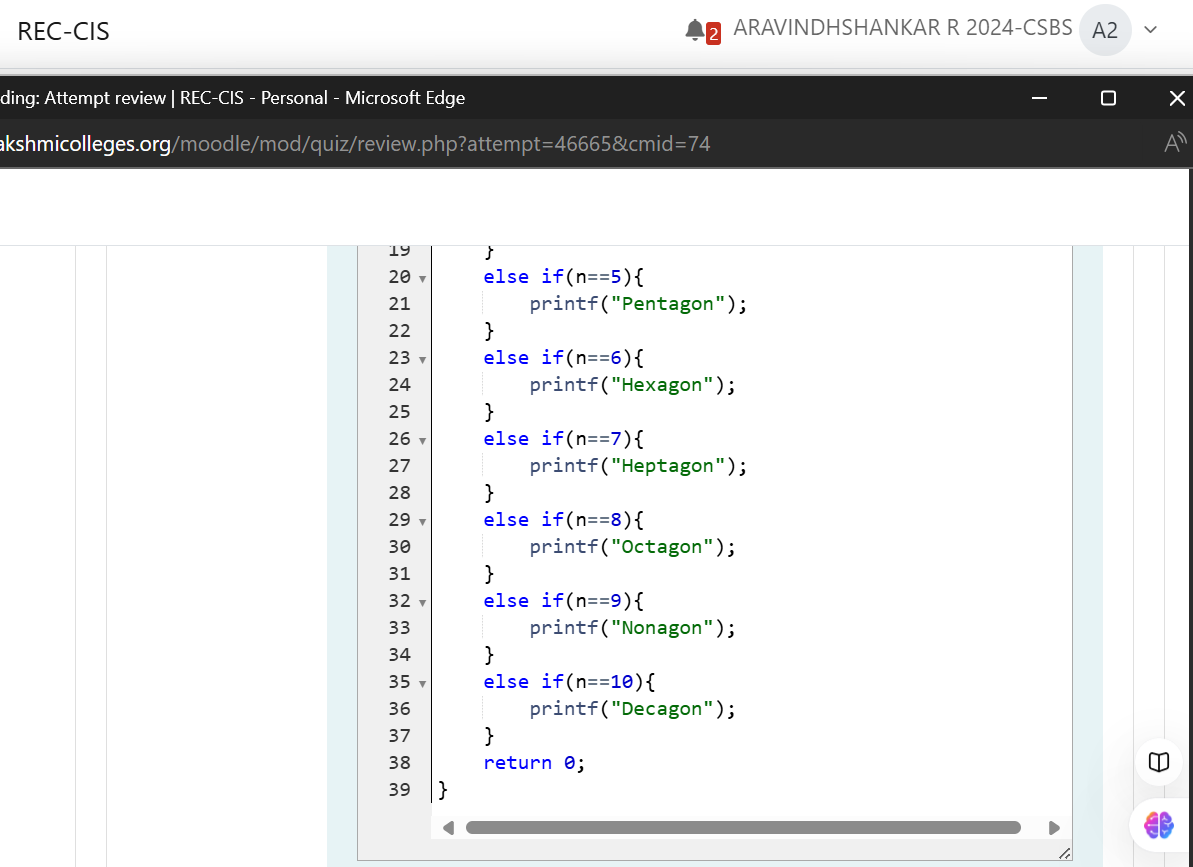 REC-CIS
2
ARAVINDHSHANKAR R 2024-CSBS
A2
ding: Attempt review | REC-CIS - Personal - Microsoft Edge
akshmicolleges.org/moodle/mod/quiz/review.php?attempt=46665&cmid=74
19 }
20 else if(n==5){
21 printf("Pentagon");
22 }
23 else if(n==6){
24 printf("Hexagon");
25 }
26 else if(n==7){
27 printf("Heptagon");
28 }
29 else if(n==8){
30 printf("Octagon");
31 }
32 else if(n==9){
33 printf("Nonagon");
34 }
35 else if(n==10){
36 printf("Decagon");
37 }
38 return 0;
39 }